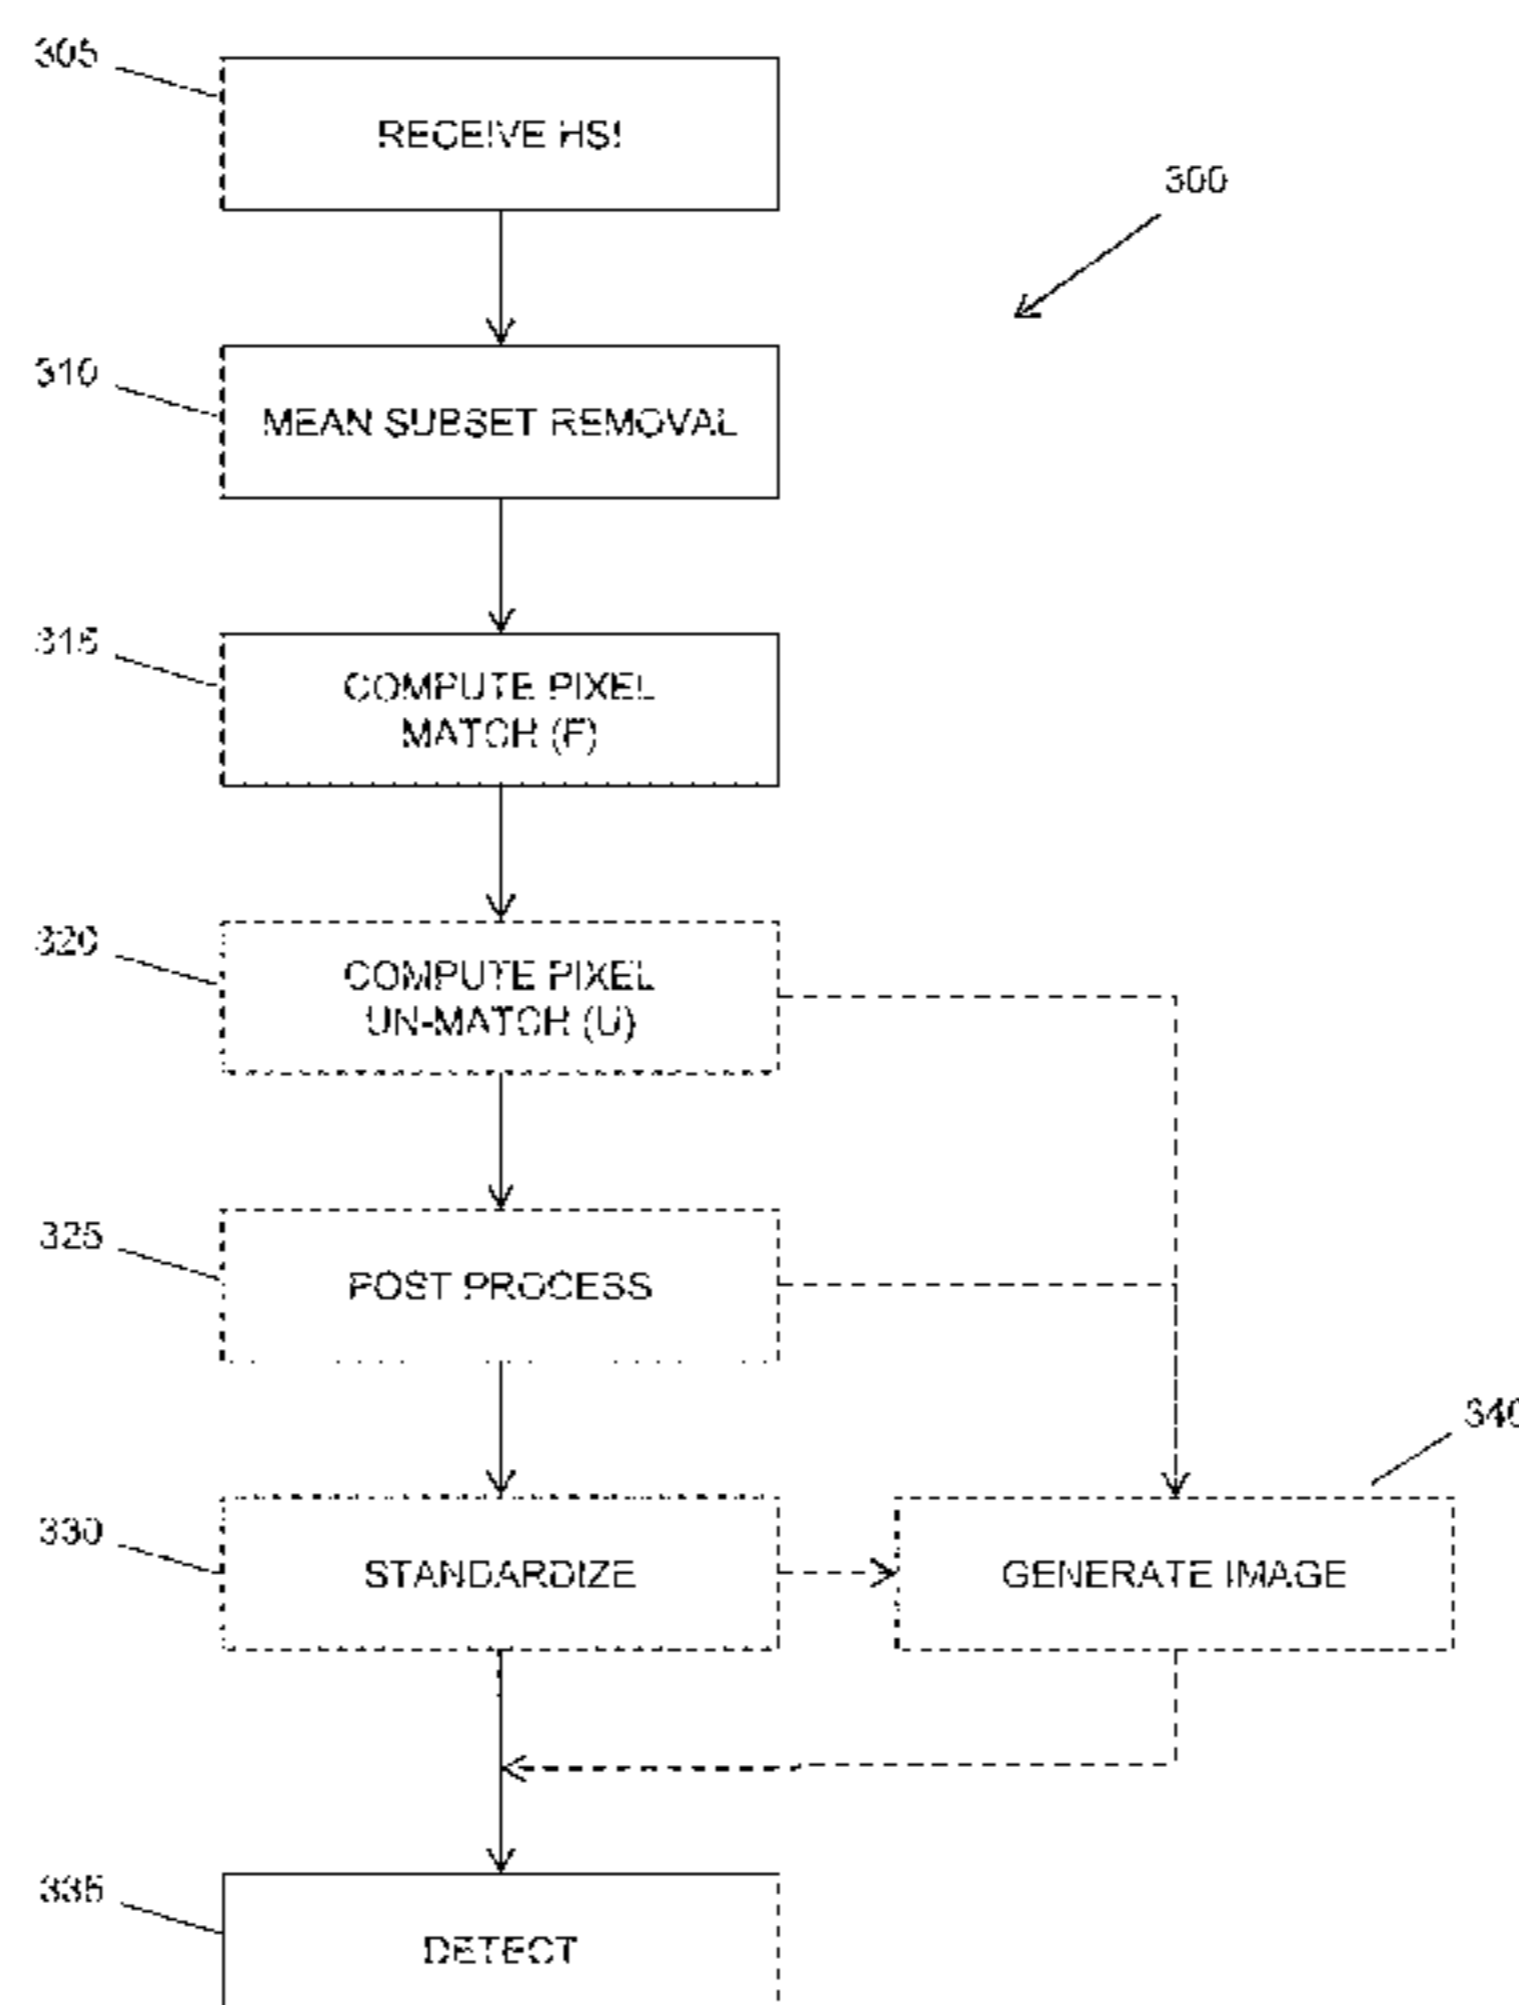 305
RECEIVE HSI
300
310
MEAN SUBSET REMOVAL
315
COMPUTE PIXEL
MATCH (F)
320
COMPUTE PIXEL
UN-MATCH (U)
325
POST PROCESS
340
330
STANDARDIZE
GENERATE IMAGE
335
DETECT